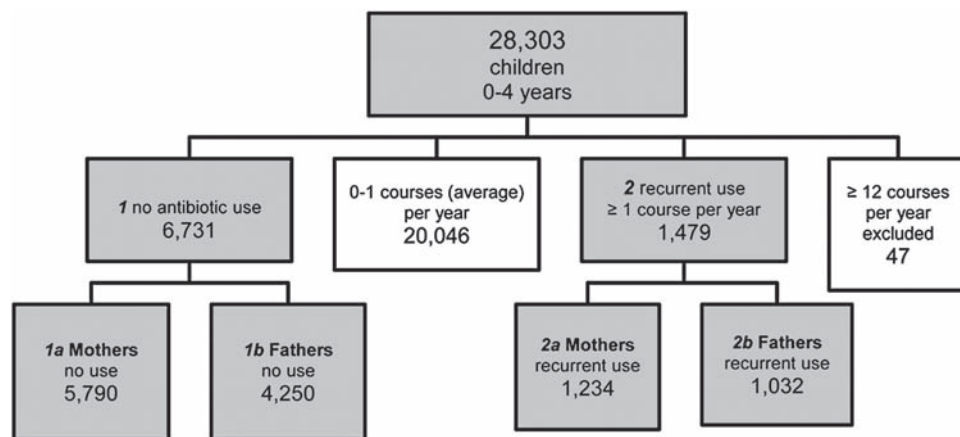 28,303
children
0-4 years
1 no antibiotic use
6,731
0-1 courses (average)
per year
20,046
2 recurrent use
≥ 1 course per year
1,479
≥ 12 courses
per year
excluded
47
1a Mothers
no use
5,790
1b Fathers
no use
4,250
2a Mothers
recurrent use
1,234
2b Fathers
recurrent use
1,032